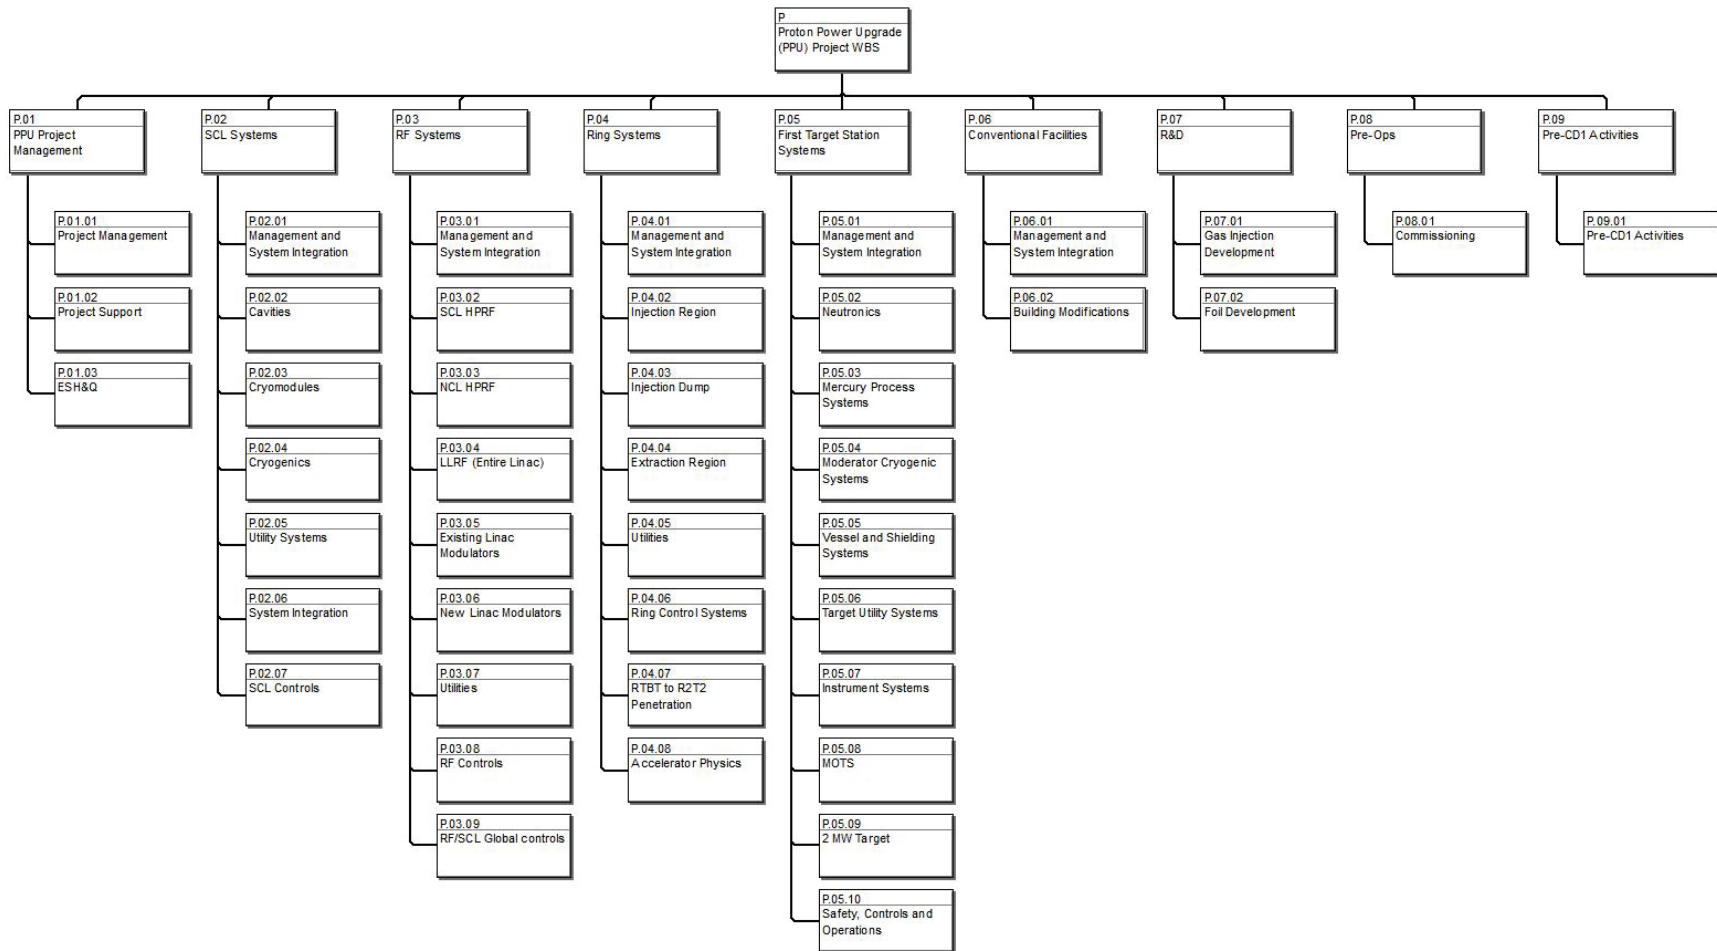 P
Proton Power Upgrade
(PPU) Project WBS
P.01
PPU Project
Management
P.01.01
Project Management
P.01.02
Project Support
P.01.03
ESH&Q
P.02
SCL Systems
P.02.01
Management and
System Integration
P.02.02
Cavities
P.02.03
Cryomodules
P.02.04
Cryogenics
P.02.05
Utility Systems
P.02.06
System Integration
P.02.07
SCL Controls
P.03
RF Systems
P.03.01
Management and
System Integration
P.03.02
SCL HPRF
P.03.03
NCL HPRF
P.03.04
LLRF (Entire Linac)
P.03.05
Existing Linac
Modulators
P.03.06
New Linac Modulators
P.03.07
Utilities
P.03.08
RF Controls
P.03.09
RF/SCL Global controls
P.04
Ring Systems
P.04.01
Management and
System Integration
P.04.02
Injection Region
P.04.03
Injection Dump
P.04.04
Extraction Region
P.04.05
Utilities
P.04.06
Ring Control Systems
P.04.07
RTBT to R2T2
Penetration
P.04.08
Accelerator Physics
P.05
First Target Station
Systems
P.05.01
Management and
System Integration
P.05.02
Neutronics
P.05.03
Mercury Process
Systems
P.05.04
Moderator Cryogenic
Systems
P.05.05
Vessel and Shielding
Systems
P.05.06
Target Utility Systems
P.05.07
Instrument Systems
P.05.08
MOTS
P.05.09
2 MW Target
P.05.10
Safety, Controls and
Operations
P.06
Conventional Facilities
P.06.01
Management and
System Integration
P.06.02
Building Modifications
P.07
R&D
P.07.01
Gas Injection
Development
P.07.02
Foil Development
P.08
Pre-Ops
P.08.01
Commissioning
P.09
Pre-CD1 Activities
P.09.01
Pre-CD1 Activities